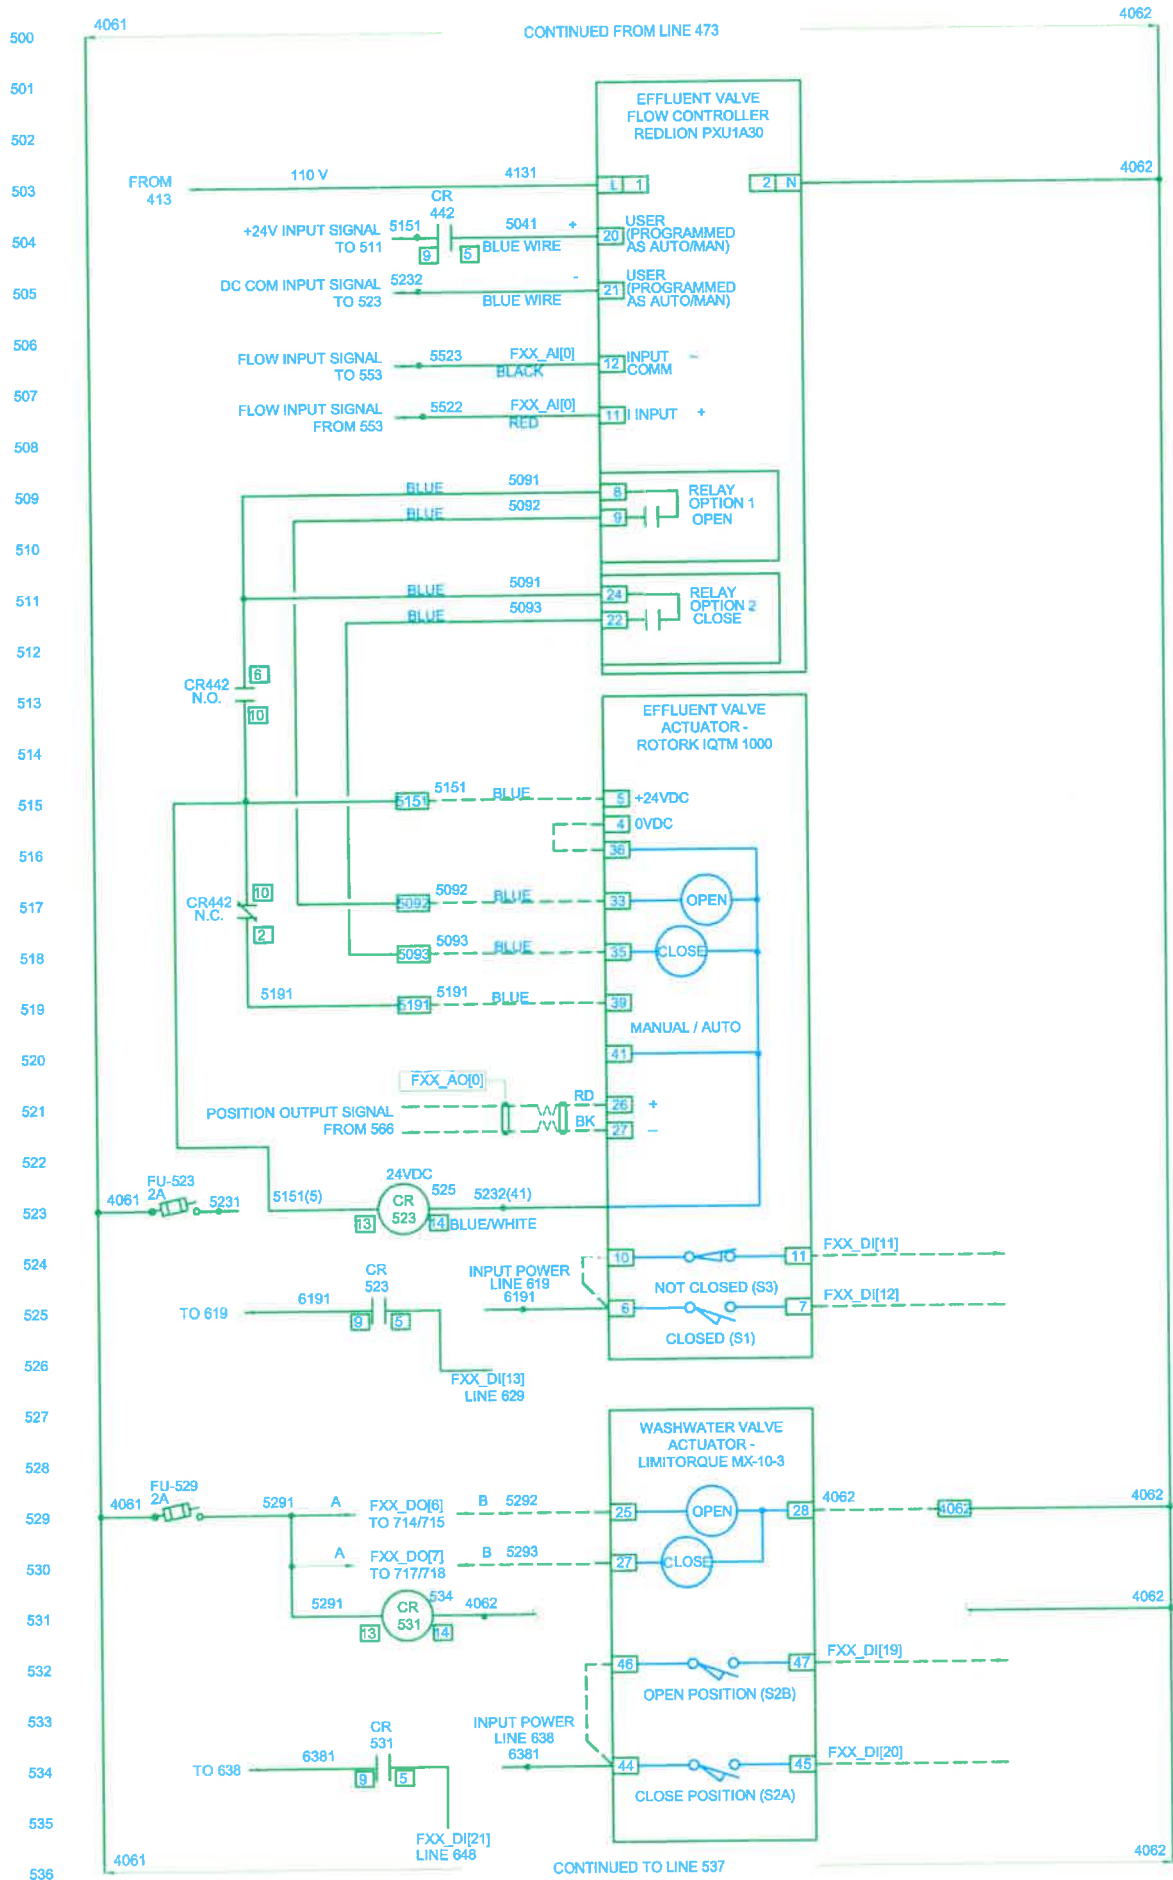 4061
4062
500
CONTINUED FROM LINE 473
501
EFFLUENT VALVE
FLOW CONTROLLER
REDLION PXU1A30
502
FROM
413
110 V
4131
L 1
2 N
4062
503
CR
442
+24V INPUT SIGNAL
TO 511
5151
5041
+
BLUE WIRE
9
5
20
USER
(PROGRAMMED
AS AUTO/MAN)
504
DC COM INPUT SIGNAL
TO 523
5232
-
BLUE WIRE
21
USER
(PROGRAMMED
AS AUTO/MAN)
505
506
FLOW INPUT SIGNAL
TO 553
5523
FXX_AI[0]
BLACK
12
INPUT
COMM
–
507
FLOW INPUT SIGNAL
FROM 553
5522
FXX_AI[0]
RED
11
I INPUT +
508
509
BLUE
5091
8
RELAY
OPTION 1
OPEN
BLUE
5092
9
510
511
BLUE
5091
24
RELAY
OPTION 2
CLOSE
BLUE
5093
22
512
CR442
N.O.
6
10
513
EFFLUENT VALVE
ACTUATOR -
ROTORK IQTM 1000
514
515
5151
5151
BLUE
5
+24VDC
4
0VDC
516
36
CR442
N.C.
10
2
517
5092
5092
BLUE
33
OPEN
518
5093
5093
BLUE
35
CLOSE
519
5191
5191
5191
BLUE
39
MANUAL / AUTO
520
41
FXX_AO[0]
521
POSITION OUTPUT SIGNAL
FROM 566
RD
BK
26
+
27
–
522
FU-523
2A
4061
5231
5151(5)
24VDC
CR
523
525
5232(41)
13
14
BLUE/WHITE
523
524
10
11
FXX_DI[11]
NOT CLOSED (S3)
CR
523
INPUT POWER
LINE 619
6191
TO 619
6191
9
5
525
6
7
FXX_DI[12]
CLOSED (S1)
526
FXX_DI[13]
LINE 629
527
WASHWATER VALVE
ACTUATOR -
LIMITORQUE MX-10-3
528
FU-529
2A
4061
5291
A
FXX_DO[6]
TO 714/715
B
5292
25
OPEN
28
4062
4062
4062
529
A
FXX_DO[7]
TO 717/718
B
5293
27
CLOSE
530
5291
CR
531
534
4062
13
14
4062
531
532
46
47
FXX_DI[19]
OPEN POSITION (S2B)
533
CR
531
INPUT POWER
LINE 638
6381
TO 638
6381
9
5
534
44
45
FXX_DI[20]
CLOSE POSITION (S2A)
535
FXX_DI[21]
LINE 648
536
4061
CONTINUED TO LINE 537
4062